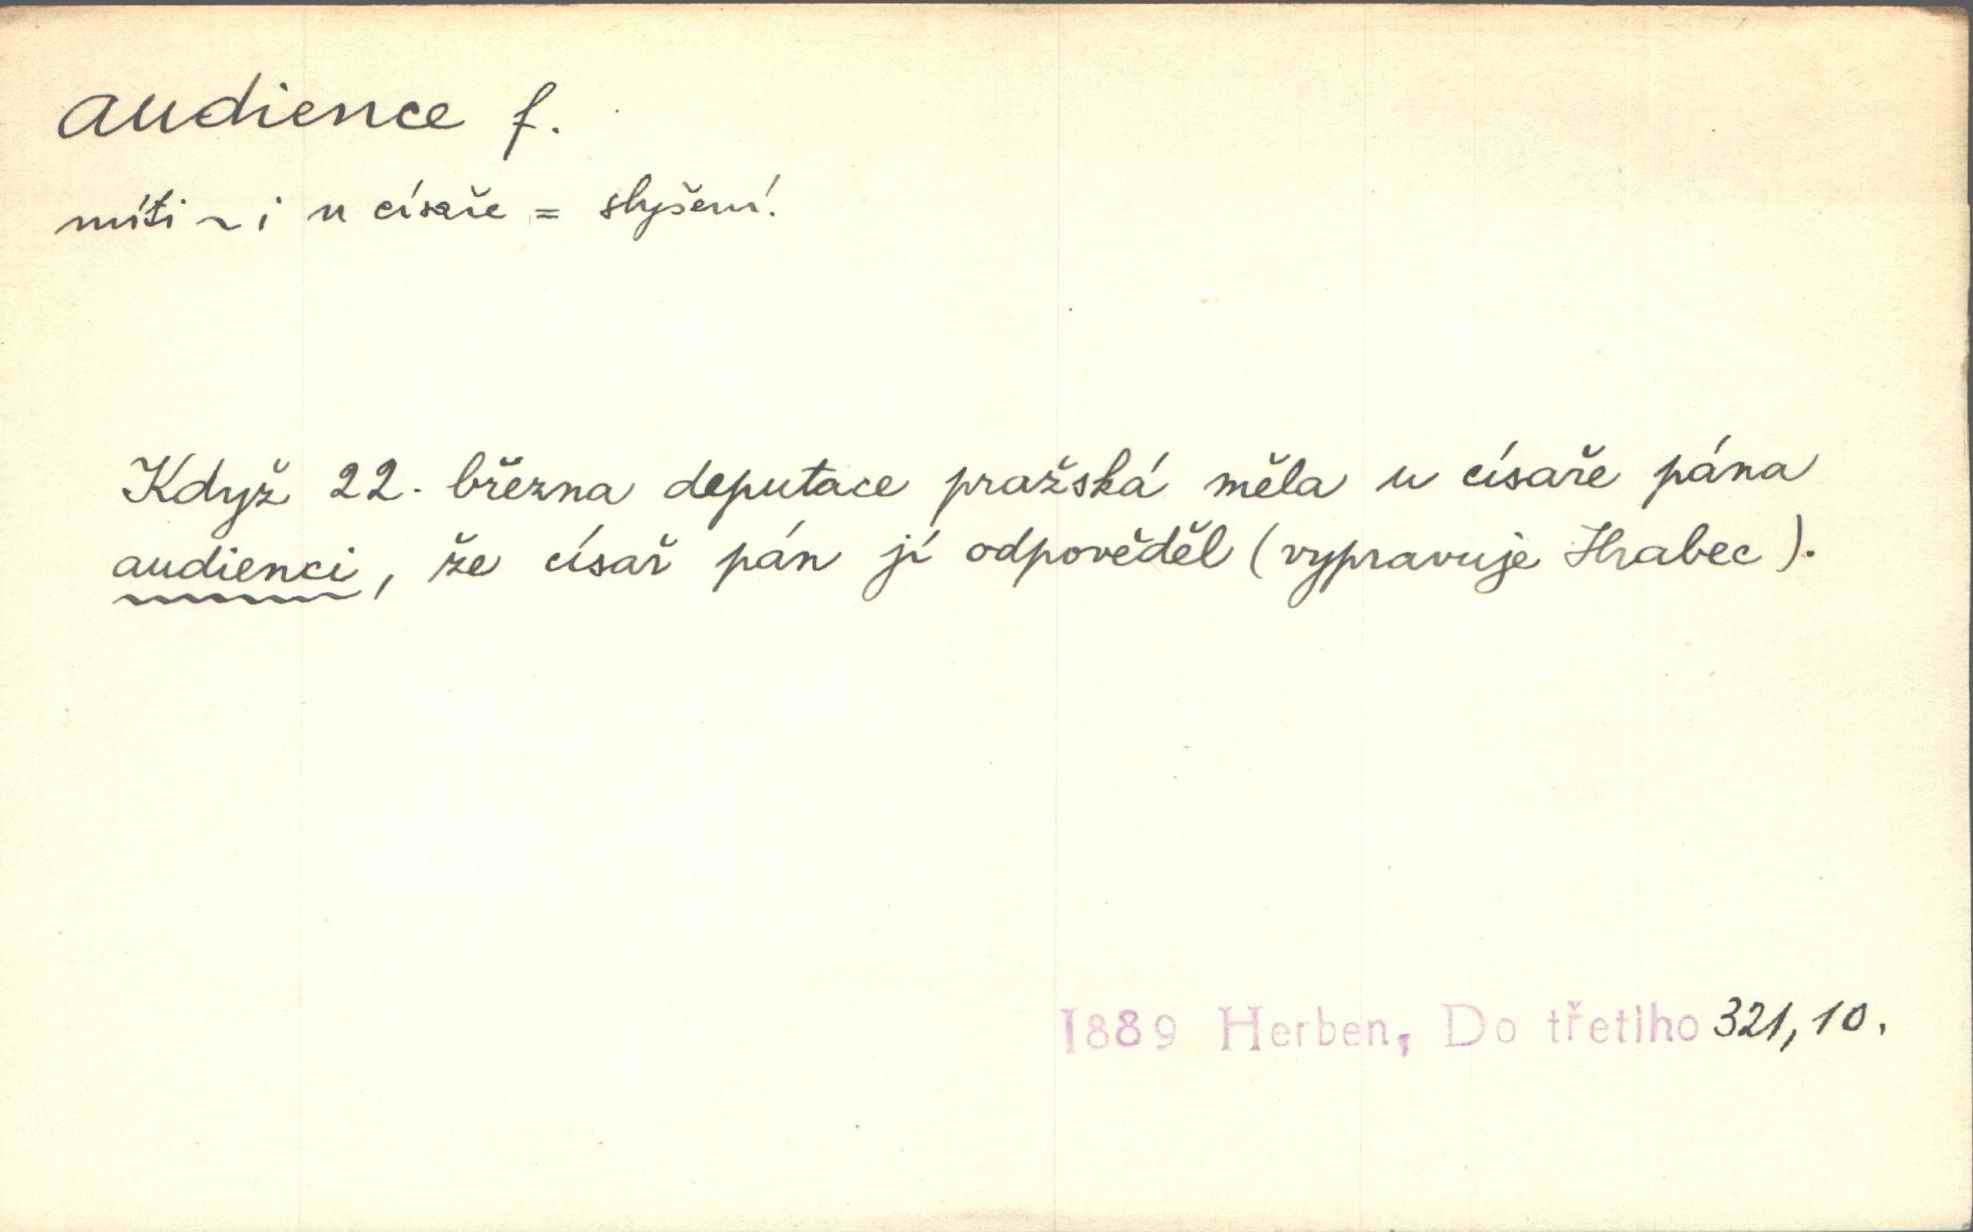 audience f.
míti ~i u císaře = slyšení.
Když 22. března deputace pražská měla u císaře pána
audienci, že císař pán jí odpověděl (vypravuje Hrabec).
1889 Herben, Do třetího 321,10.